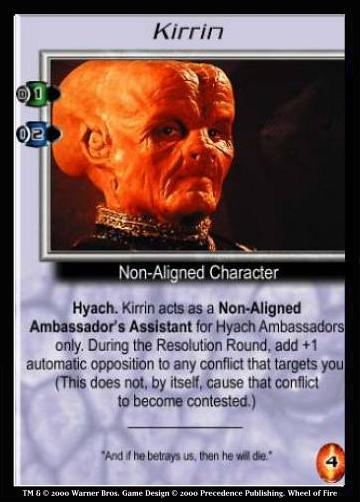 Kirrin
0 1
0 2
Non-Aligned Character
Hyach. Kirrin acts as a Non-Aligned
Ambassador's Assistant for Hyach Ambassadors
only. During the Resolution Round, add +1
automatic opposition to any conflict that targets you
(This does not, by itself, cause that conflict
to become contested.)
"And if he betrays us, then he will die."
4
TM & © 2000 Warner Bros. Game Design © 2000 Precedence Publishing. Wheel of Fire